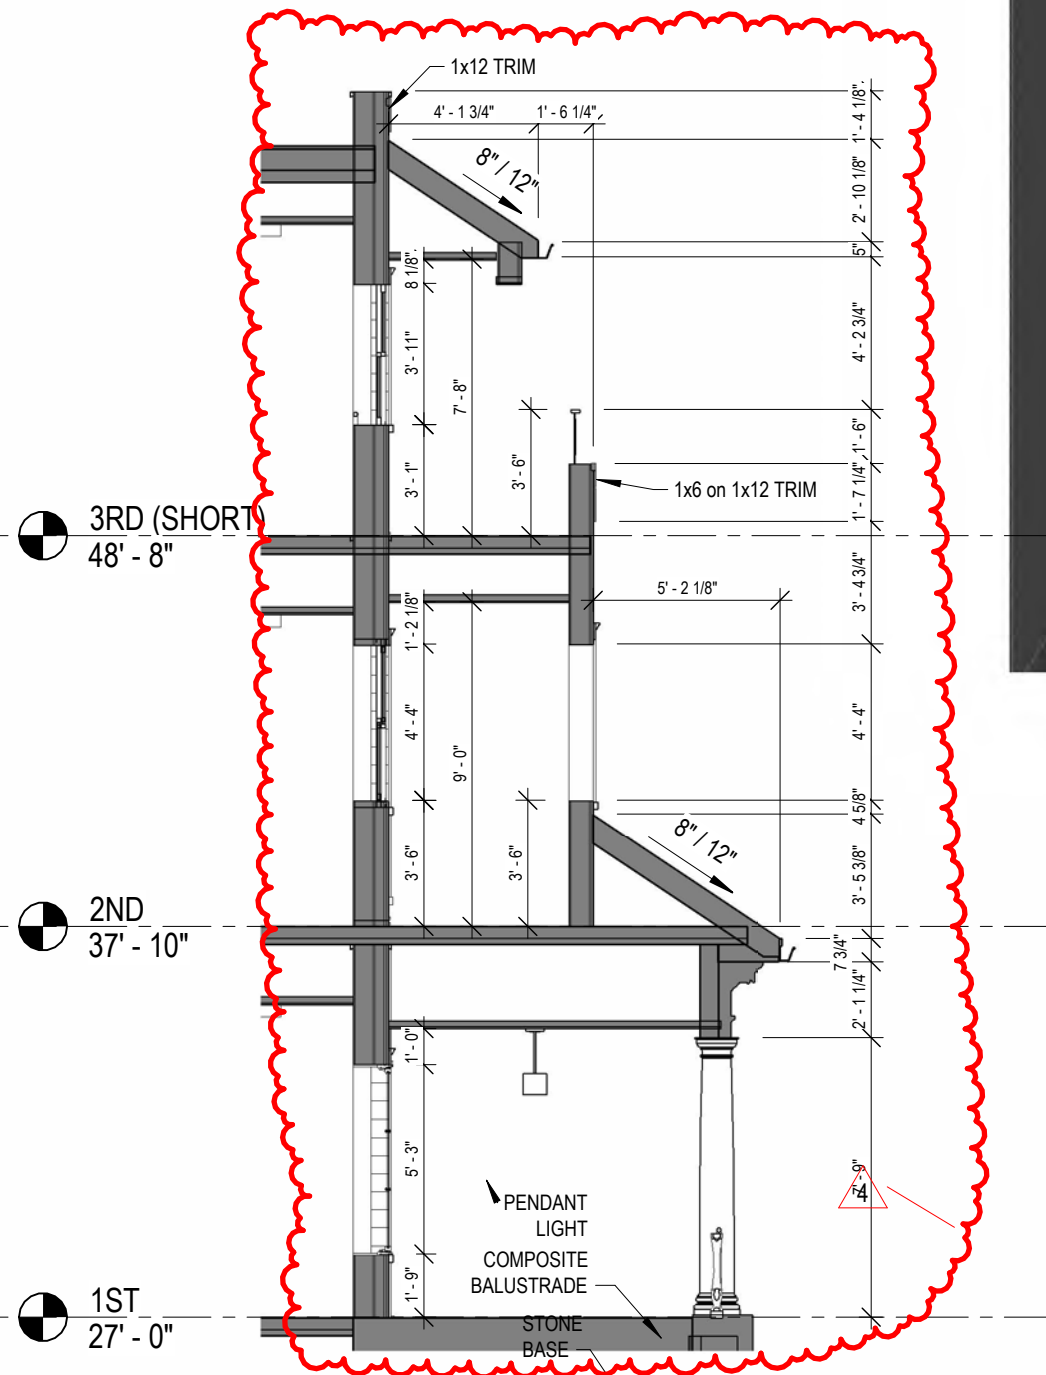 1x12 TRIM
4' - 1 3/4"
1' - 6 1/4"
1' - 4 1/8"
8" / 12"
2' - 10 1/8"
5"
8 1/8"
3' - 11"
7' - 8"
4' - 2 3/4"
3' - 1"
3' - 6"
1' - 6"
1x6 on 1x12 TRIM
1' - 7 1/4"
3RD (SHORT)
48' - 8"
1' - 2 1/8"
5' - 2 1/8"
3' - 4 3/4"
4' - 4"
9' - 0"
4' - 4"
4 5/8"
8" / 12"
3' - 6"
3' - 6"
3' - 5 3/8"
2ND
37' - 10"
7 3/4"
2' - 1 1/4"
1' - 0"
5' - 3"
7' - 9"
4
PENDANT
LIGHT
COMPOSITE
BALUSTRADE
1' - 9"
1ST
27' - 0"
STONE
BASE